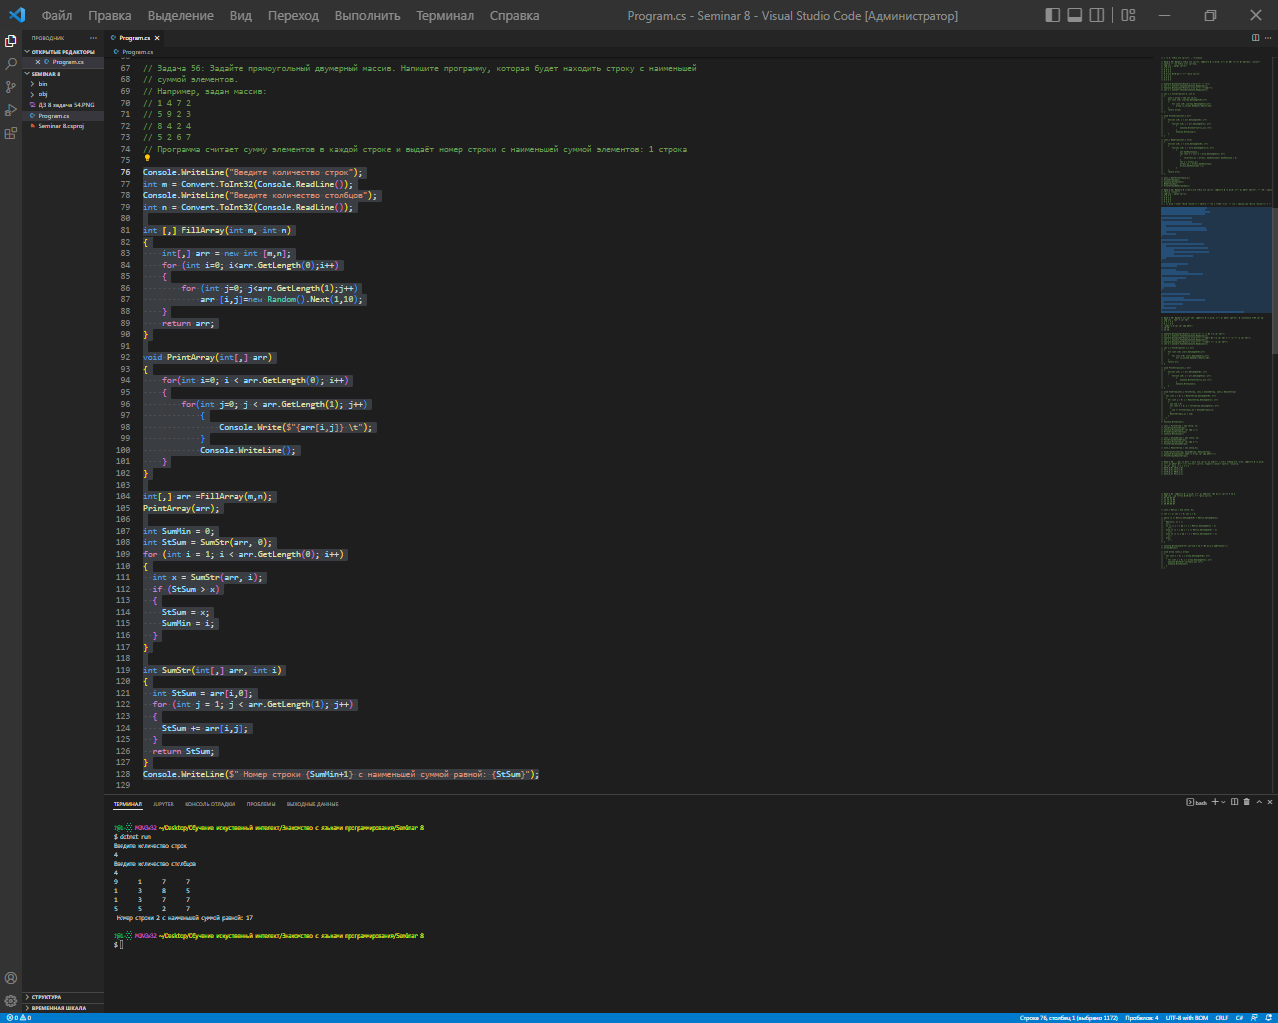 Файл Правка Выделение Вид Переход Выполнить Терминал Справка
Program.cs - Seminar 8 - Visual Studio Code [Администратор]
ПРОВОДНИК
ОТКРЫТЫЕ РЕДАКТОРЫ
Program.cs
SEMINAR 8
bin
obj
ДЗ 8 задача 54.PNG
Program.cs
Seminar 8.csproj
СТРУКТУРА
ВРЕМЕННАЯ ШКАЛА
Program.cs
Program.cs
67 // Задача 56: Задайте прямоугольный двумерный массив. Напишите программу, которая будет находить строку с наименьшей
68 // суммой элементов.
69 // Например, задан массив:
70 // 1 4 7 2
71 // 5 9 2 3
72 // 8 4 2 4
73 // 5 2 6 7
74 // Программа считает сумму элементов в каждой строке и выдаёт номер строки с наименьшей суммой элементов: 1 строка
75
76 Console.WriteLine("Введите количество строк");
77 int m = Convert.ToInt32(Console.ReadLine());
78 Console.WriteLine("Введите количество столбцов");
79 int n = Convert.ToInt32(Console.ReadLine());
80
81 int [,] FillArray(int m, int n)
82 {
83 int[,] arr = new int [m,n];
84 for (int i=0; i<arr.GetLength(0);i++)
85 {
86 for (int j=0; j<arr.GetLength(1);j++)
87 arr [i,j]=new Random().Next(1,10);
88 }
89 return arr;
90 }
91
92 void PrintArray(int[,] arr)
93 {
94 for(int i=0; i < arr.GetLength(0); i++)
95 {
96 for(int j=0; j < arr.GetLength(1); j++)
97 {
98 Console.Write($"{arr[i,j]} \t");
99 }
100 Console.WriteLine();
101 }
102 }
103
104 int[,] arr =FillArray(m,n);
105 PrintArray(arr);
106
107 int SumMin = 0;
108 int StSum = SumStr(arr, 0);
109 for (int i = 1; i < arr.GetLength(0); i++)
110 {
111 int x = SumStr(arr, i);
112 if (StSum > x)
113 {
114 StSum = x;
115 SumMin = i;
116 }
117 }
118
119 int SumStr(int[,] arr, int i)
120 {
121 int StSum = arr[i,0];
122 for (int j = 1; j < arr.GetLength(1); j++)
123 {
124 StSum += arr[i,j];
125 }
126 return StSum;
127 }
128 Console.WriteLine($" Номер строки {SumMin+1} с наименьшей суммой равной: {StSum}");
129
ТЕРМИНАЛ JUPYTER КОНСОЛЬ ОТЛАДКИ ПРОБЛЕМЫ ВЫХОДНЫЕ ДАННЫЕ
bash
MINGW32 ~/Desktop/Обучение искуственый интелект/Знакомство с языками програмирования/Seminar 8
$ dotnet run
Введите количество строк
4
Введите количество столбцов
4
9 1 7 7
1 3 8 5
1 3 7 7
5 5 2 7
Номер строки 2 с наименьшей суммой равной: 17
MINGW32 ~/Desktop/Обучение искуственый интелект/Знакомство с языками програмирования/Seminar 8
$
0 0
Строка 76, столбец 1 (выбрано 1172) Пробелов: 4 UTF-8 with BOM CRLF C#